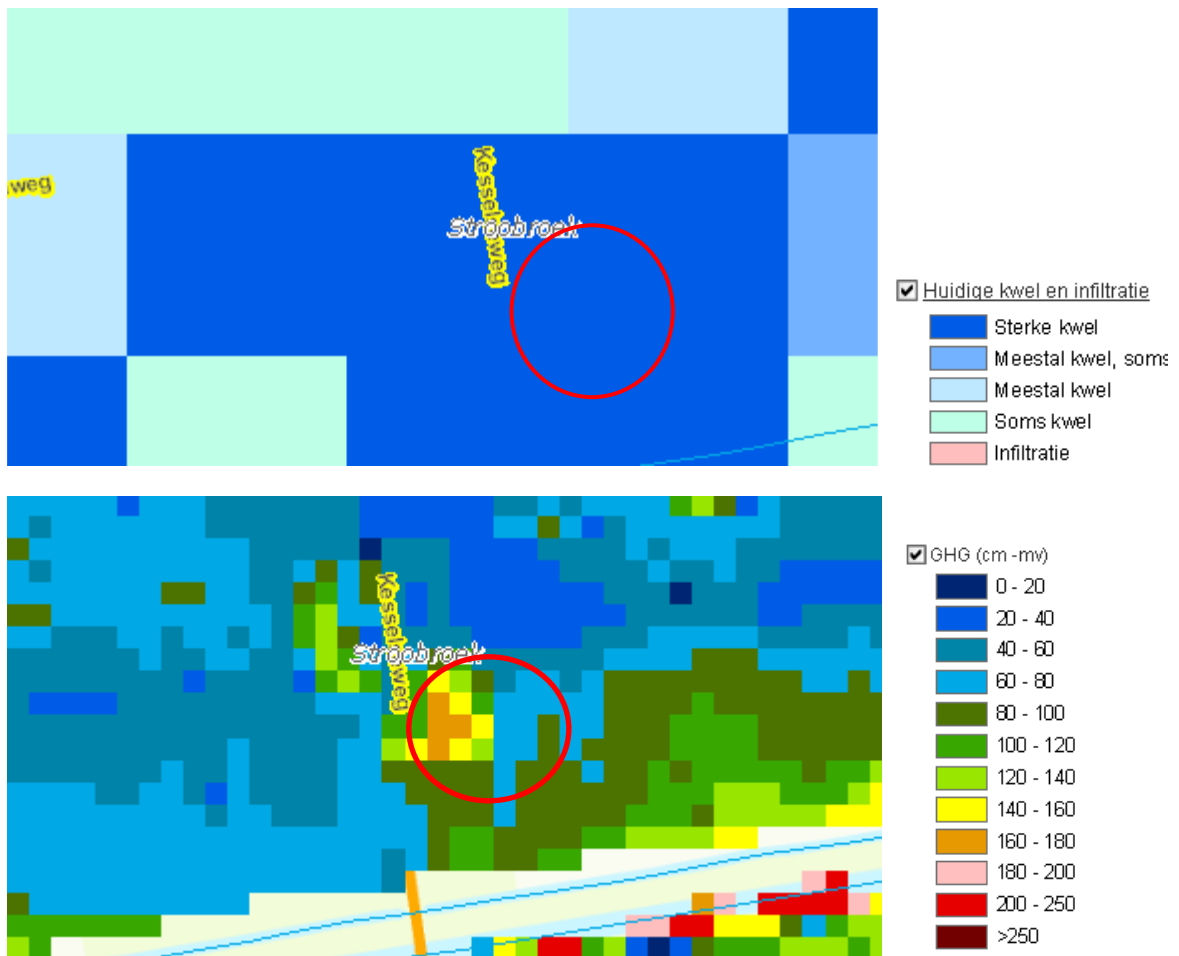 weg
Stroobroek
Huidige kwel en infiltratie
Sterke kwel
Meestal kwel, soms
Meestal kwel
Soms kwel
Infiltratie
Stroobroek
GHG (cm -mv)
0 - 20
20 - 40
40 - 60
60 - 80
80 - 100
100 - 120
120 - 140
140 - 160
160 - 180
180 - 200
200 - 250
>250